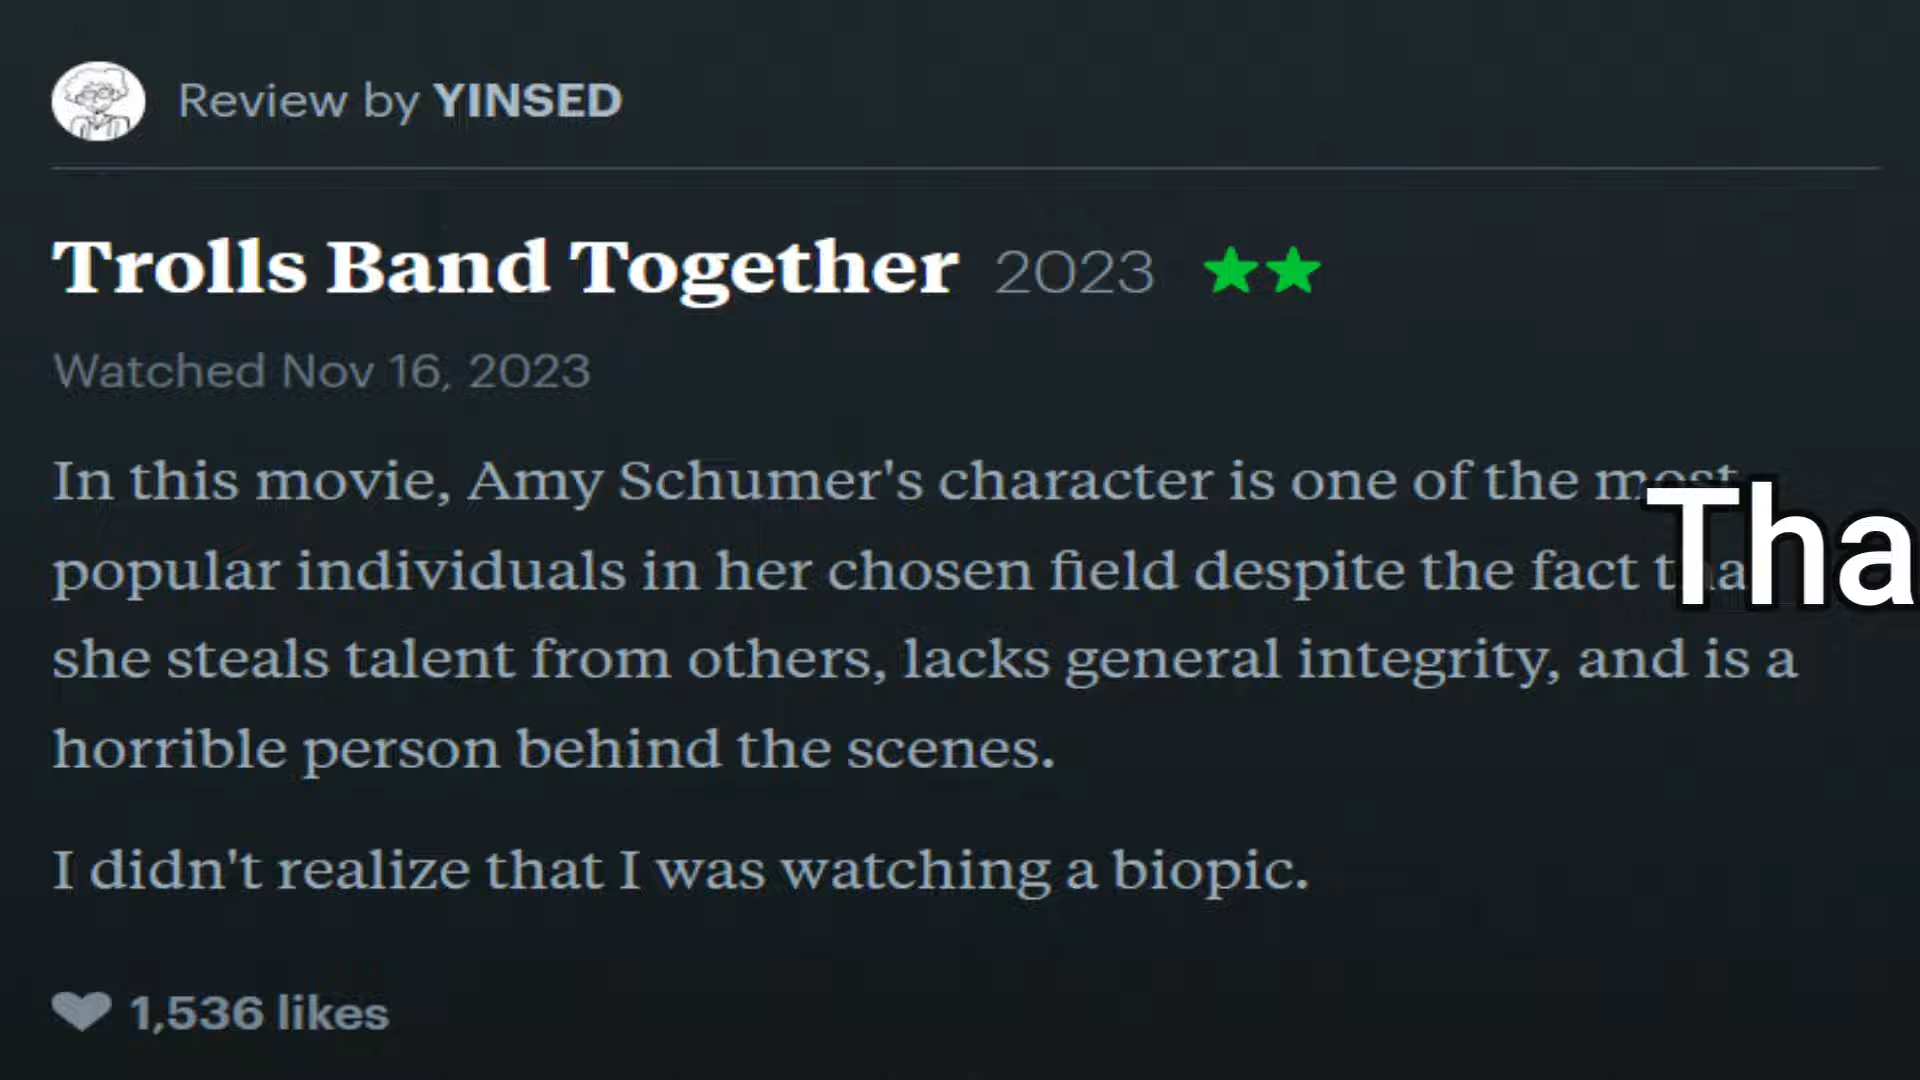 Review by YINSED
Trolls Band Together 2023 ★★
Watched Nov 16, 2023
In this movie, Amy Schumer's character is one of the most
popular individuals in her chosen field despite the fact that
she steals talent from others, lacks general integrity, and is a
horrible person behind the scenes.
I didn't realize that I was watching a biopic.
1,536 likes
Tha